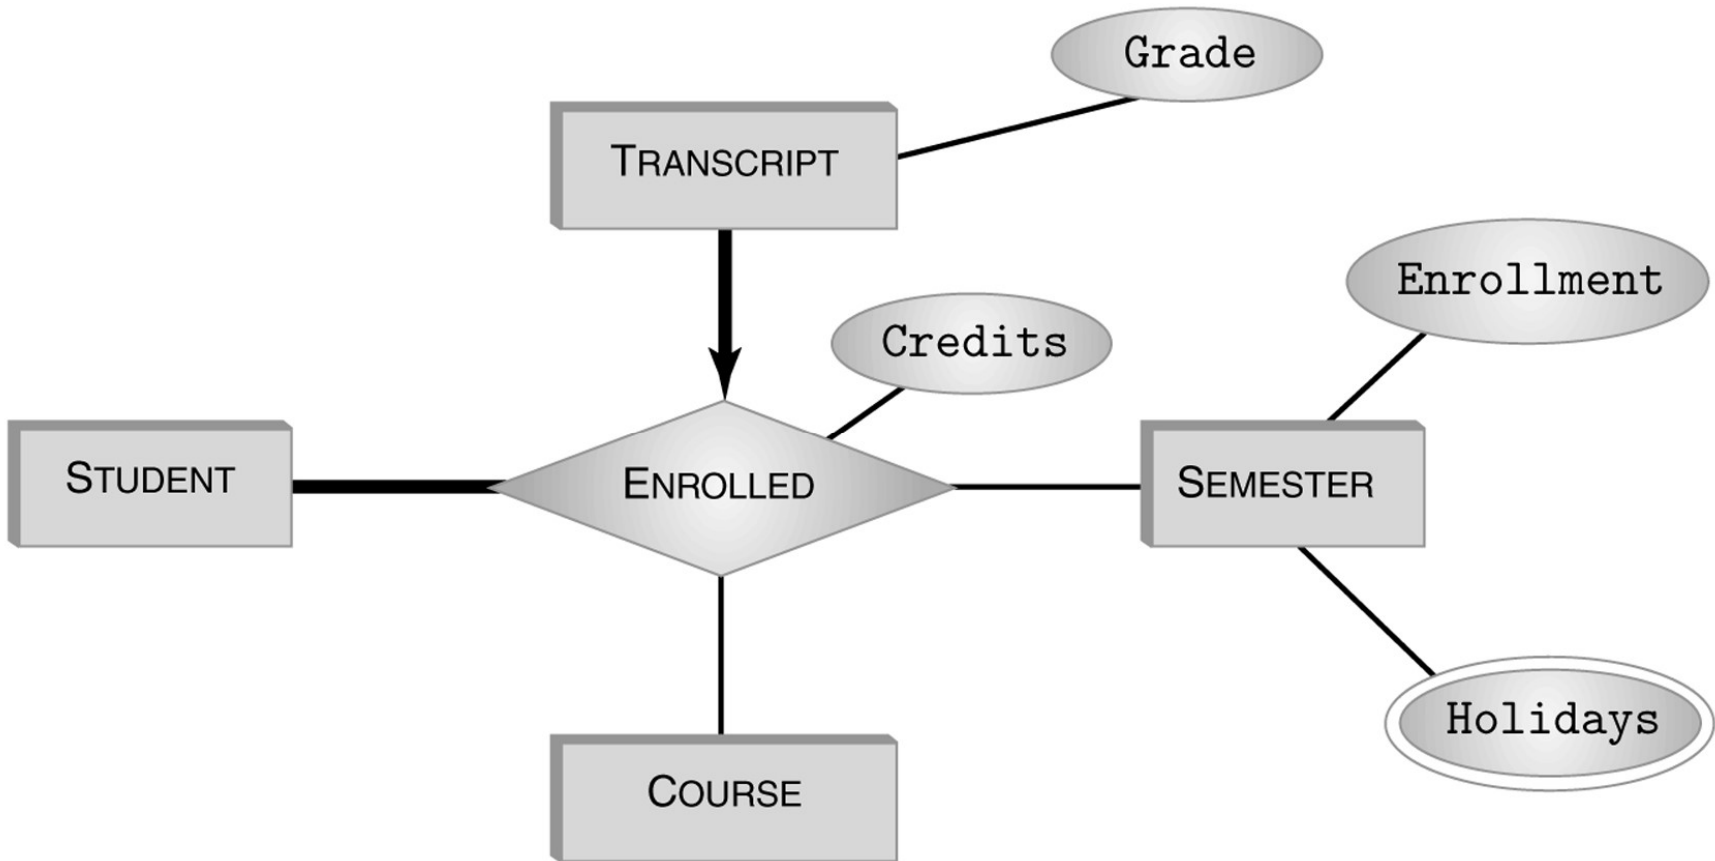 Grade
TRANSCRIPT
Enrollment
Credits
STUDENT
ENROLLED
SEMESTER
Holidays
COURSE